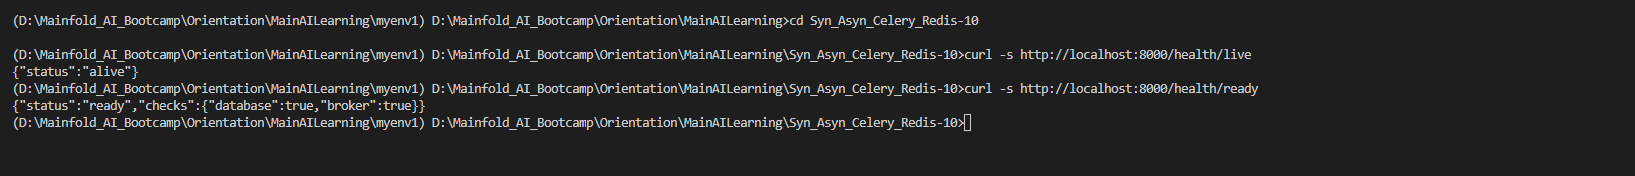 (D:\Mainfold_AI_Bootcamp\Orientation\MainAILearning\myenv1) D:\Mainfold_AI_Bootcamp\Orientation\MainAILearning>cd Syn_Asyn_Celery_Redis-10
(D:\Mainfold_AI_Bootcamp\Orientation\MainAILearning\myenv1) D:\Mainfold_AI_Bootcamp\Orientation\MainAILearning\Syn_Asyn_Celery_Redis-10>curl -s http://localhost:8000/health/live
{"status":"alive"}
(D:\Mainfold_AI_Bootcamp\Orientation\MainAILearning\myenv1) D:\Mainfold_AI_Bootcamp\Orientation\MainAILearning\Syn_Asyn_Celery_Redis-10>curl -s http://localhost:8000/health/ready
{"status":"ready","checks":{"database":true,"broker":true}}
(D:\Mainfold_AI_Bootcamp\Orientation\MainAILearning\myenv1) D:\Mainfold_AI_Bootcamp\Orientation\MainAILearning\Syn_Asyn_Celery_Redis-10>